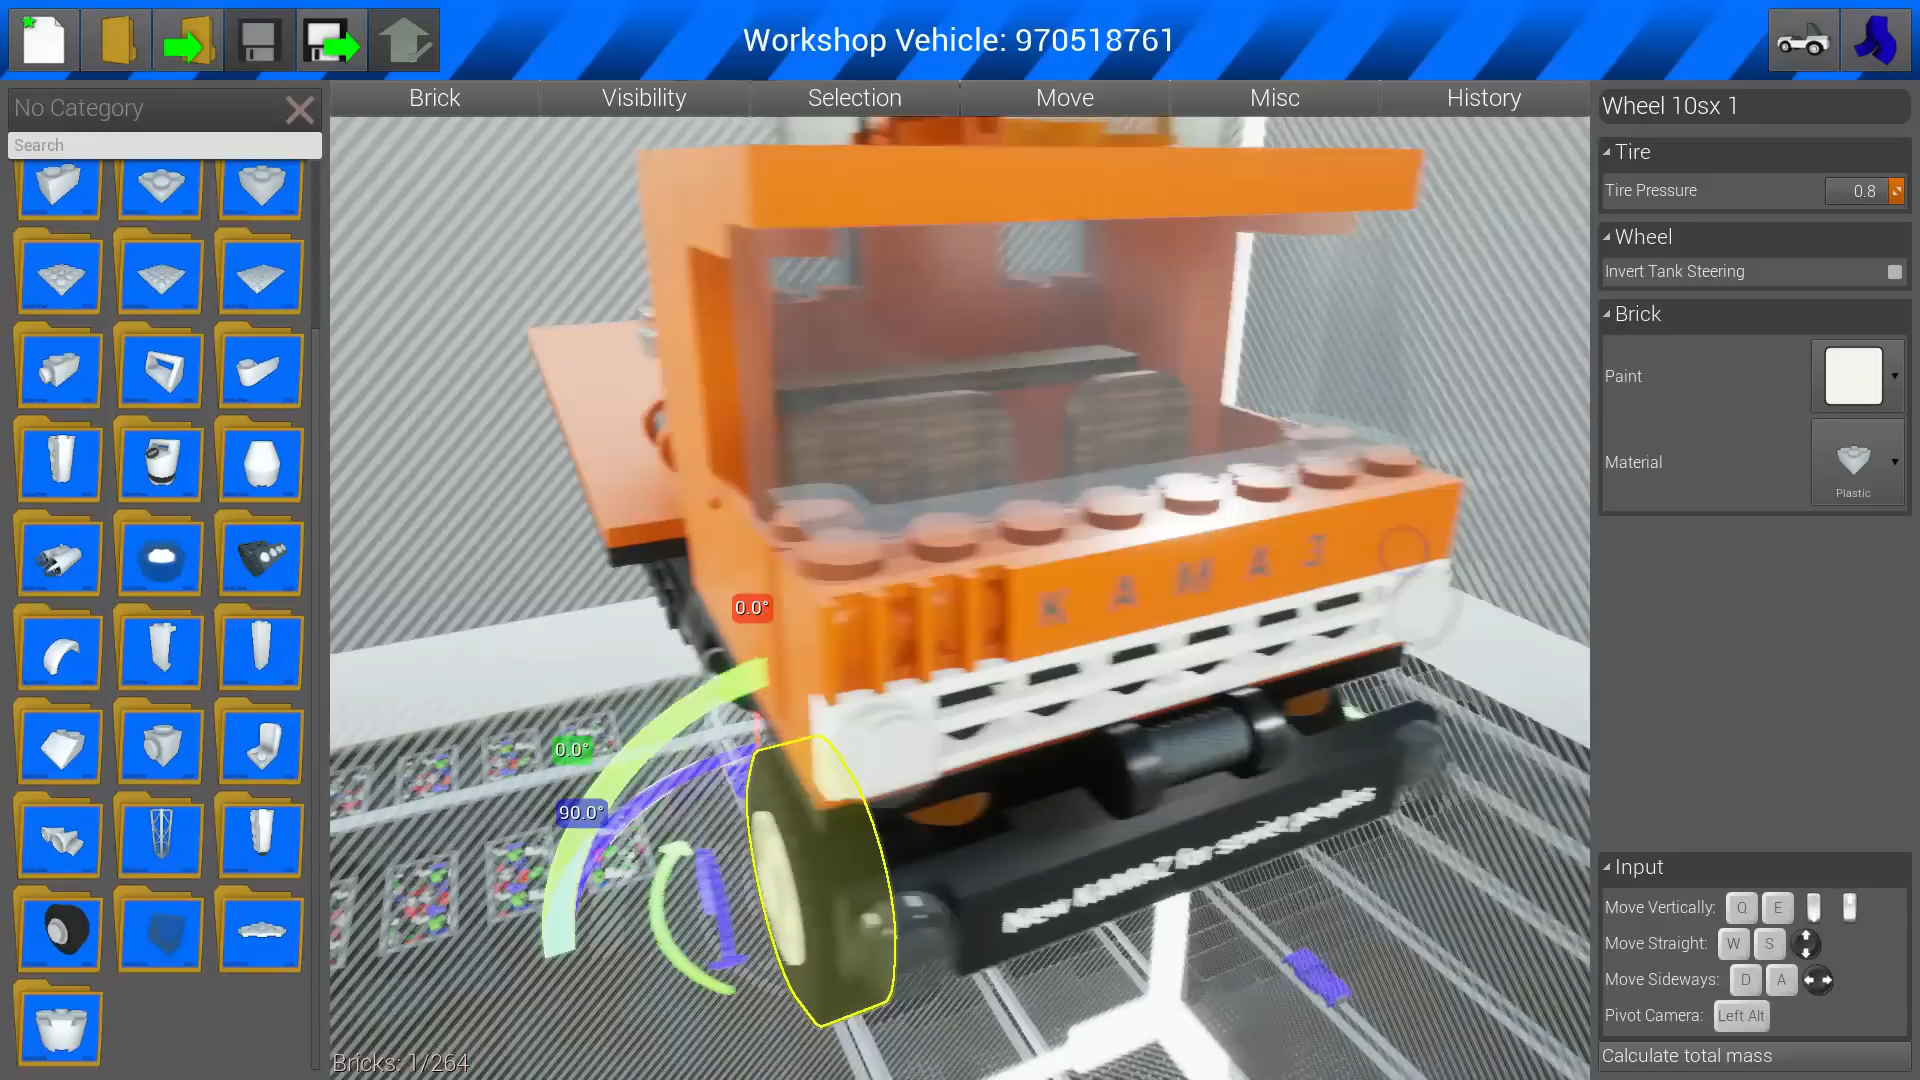 Workshop Vehicle: 970518761
No Category
Search
Brick
Visibility
Selection
Move
Misc
History
Wheel 10sx 1
Tire
Tire Pressure
0.8
Wheel
Invert Tank Steering
Brick
Paint
Material
Plastic
K A M A
0.0°
0.0°
90.0°
Bricks: 1/264
Input
Move Vertically: Q E
Move Straight: W S
Move Sideways: D A
Pivot Camera: Left Alt
Calculate total mass